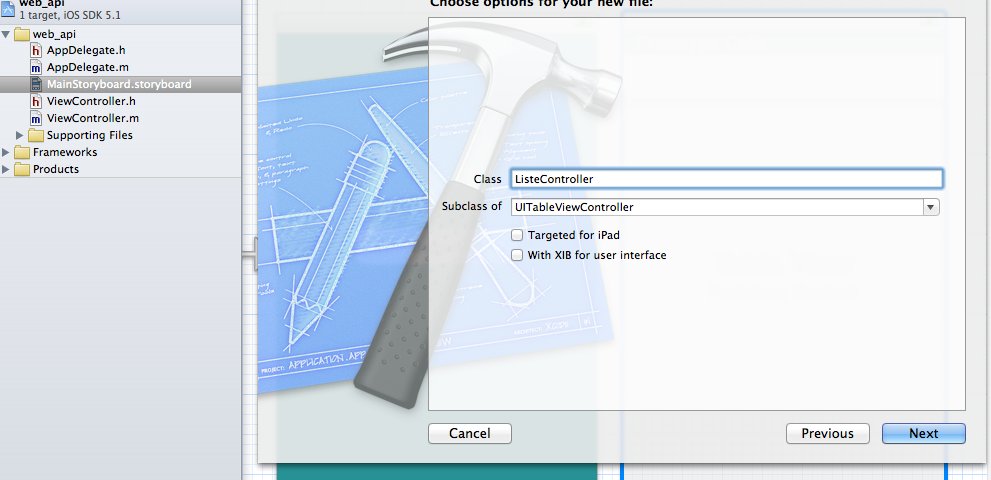 web_api
1 target, iOS SDK 5.1
web_api
AppDelegate.h
AppDelegate.m
MainStoryboard.storyboard
ViewController.h
ViewController.m
Supporting Files
Frameworks
Products
Choose options for your new file:
Class
ListeController
Subclass of
UITableViewController
Targeted for iPad
With XIB for user interface
PROJECT: APPLICATION.APP
Cancel
Previous
Next